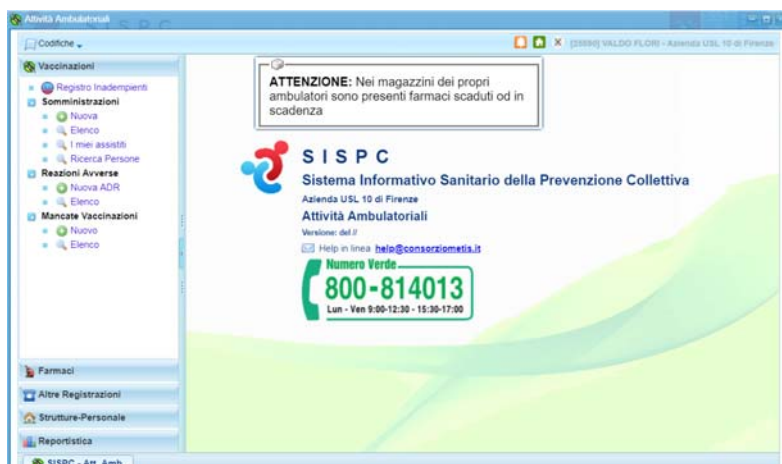 Attività Ambulatoriali
SISPC
Codifiche
VALDO FLORI - Azienda USL 10 di Firenze
Vaccinazioni
Registro Inadempienti
Somministrazioni
Nuova
Elenco
I miei assistiti
Ricerca Persone
Reazioni Avverse
Nuova ADR
Elenco
Mancate Vaccinazioni
Nuovo
Elenco
Farmaci
Altre Registrazioni
Strutture-Personale
Reportistica
SISPC - Att. Amb.
ATTENZIONE: Nei magazzini dei propri
ambulatori sono presenti farmaci scaduti od in
scadenza
SISPC
Sistema Informativo Sanitario della Prevenzione Collettiva
Azienda USL 10 di Firenze
Attività Ambulatoriali
Versione: del //
Help in linea help@consorziometis.it
Numero Verde
800-814013
Lun - Ven 9:00-12:30 - 15:30-17:00